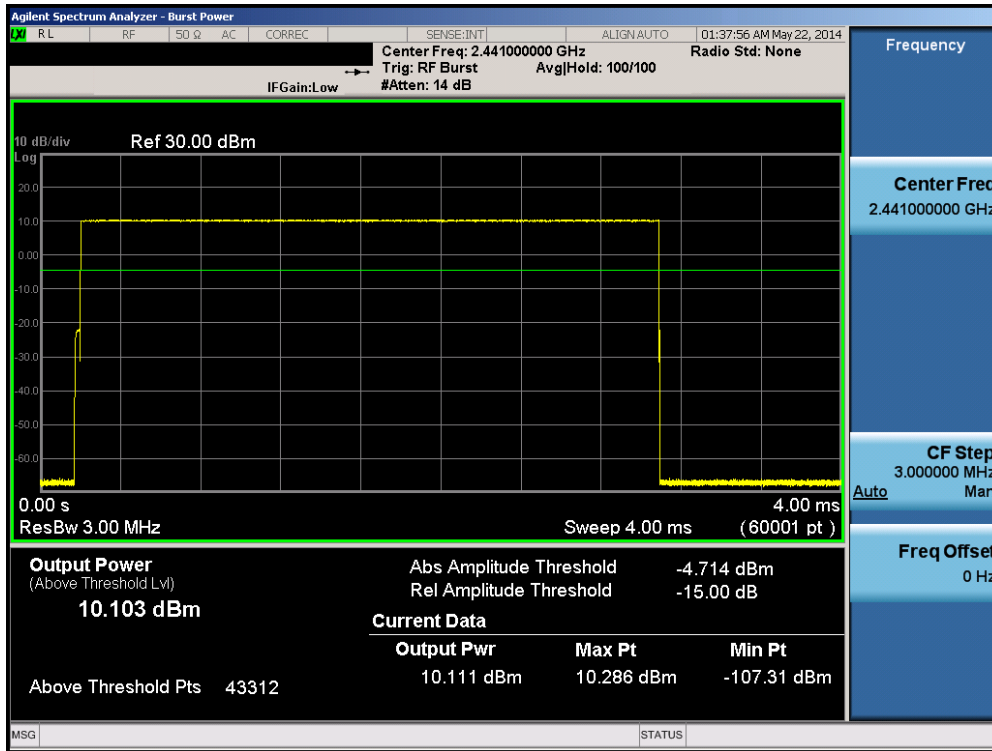 Agilent Spectrum Analyzer - Burst Power
LXI RL RF 50 Ω AC CORREC SENSE:INT ALIGN AUTO 01:37:56 AM May 22, 2014
Center Freq: 2.441000000 GHz Radio Std: None
Trig: RF Burst Avg|Hold: 100/100
IFGain:Low #Atten: 14 dB
10 dB/div Ref 30.00 dBm
Log
20.0
10.0
0.00
-10.0
-20.0
-30.0
-40.0
-50.0
-60.0
0.00 s 4.00 ms
ResBw 3.00 MHz Sweep 4.00 ms (60001 pt)
Output Power
(Above Threshold Lvl)
10.103 dBm
Above Threshold Pts 43312
Abs Amplitude Threshold -4.714 dBm
Rel Amplitude Threshold -15.00 dB
Current Data
Output Pwr Max Pt Min Pt
10.111 dBm 10.286 dBm -107.31 dBm
MSG STATUS
Frequency
Center Freq
2.441000000 GHz
CF Step
3.000000 MHz
Auto Man
Freq Offset
0 Hz